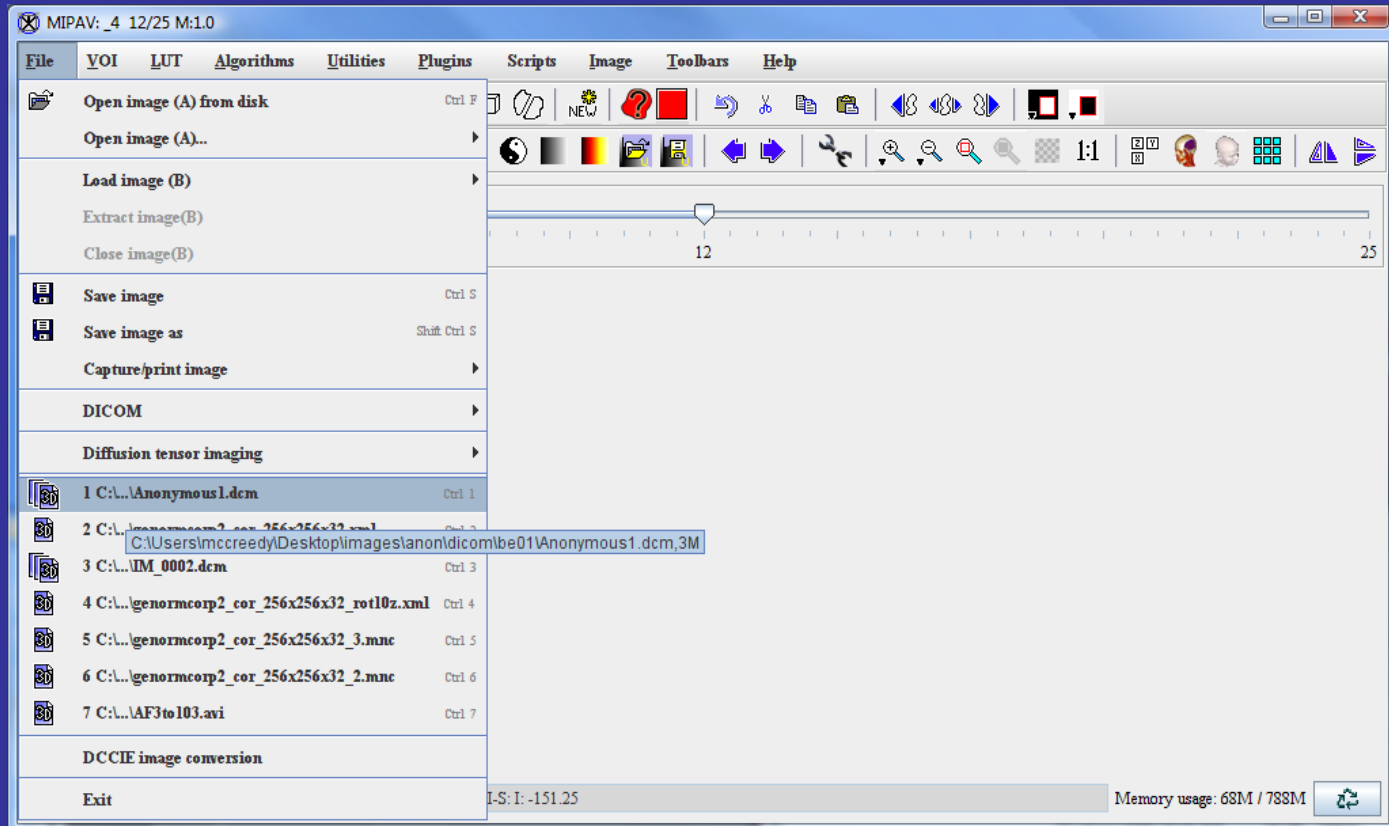 MIPAV: _4 12/25 M:1.0
File VOI LUT Algorithms Utilities Plugins Scripts Image Toolbars Help
Open image (A) from disk Ctrl F
NEW
Open image (A)...
1:1
Load image (B)
Extract image(B)
12 25
Close image(B)
Save image Ctrl S
Save image as Shift Ctrl S
Capture/print image
DICOM
Diffusion tensor imaging
1 C:\...\Anonymous1.dcm Ctrl 1
2 C:\...\genormcorp2_cor_256x256x32.xml Ctrl 2
C:\Users\mccreedy\Desktop\images\anon\dicom\be01\Anonymous1.dcm,3M
3 C:\...\IM_0002.dcm Ctrl 3
4 C:\...\genormcorp2_cor_256x256x32_rot10z.xml Ctrl 4
5 C:\...\genormcorp2_cor_256x256x32_3.mnc Ctrl 5
6 C:\...\genormcorp2_cor_256x256x32_2.mnc Ctrl 6
7 C:\...\AF3to103.avi Ctrl 7
DCCIE image conversion
Exit
I-S: I: -151.25 Memory usage: 68M / 788M